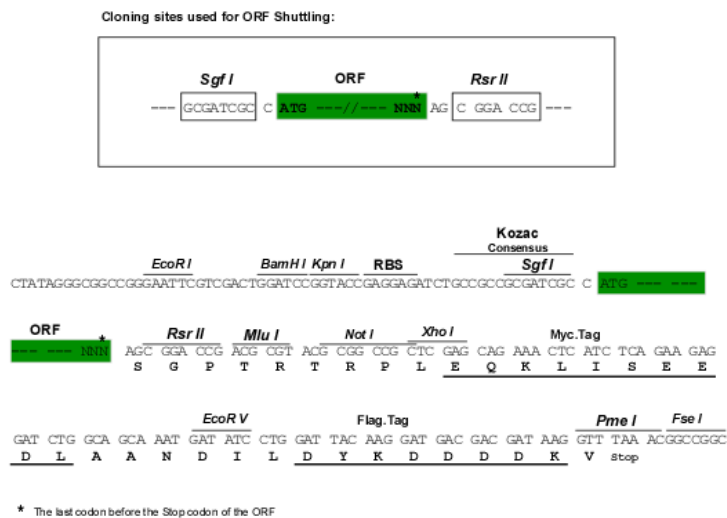 Cloning sites used for ORF Shuttling:
Sgf I ORF Rsr II
--- GCGATCGC C ATG ---//--- NNN AG C GGA CCG ---
*
Kozac
Consensus
EcoR I BamH I Kpn I RBS Sgf I
CTATAGGGCGGCCGGGAATTCGTCGACTGGATCCGGTACCGAGGAGATCTGCCGCCGCGATCGC C ATG --- ---
ORF * Rsr II Mlu I Not I Xho I Myc.Tag
--- --- NNN AGC GGA CCG ACG CGT ACG CGG CCG CTC GAG CAG AAA CTC ATC TCA GAA GAG
S G P T R T R P L E Q K L I S E E
EcoR V Flag.Tag Pme I Fse I
GAT CTG GCA GCA AAT GAT ATC CTG GAT TAC AAG GAT GAC GAC GAT AAG GTT TAA ACGGCCGGC
D L A A N D I L D Y K D D D D K V Stop
* The last codon before the Stop codon of the ORF